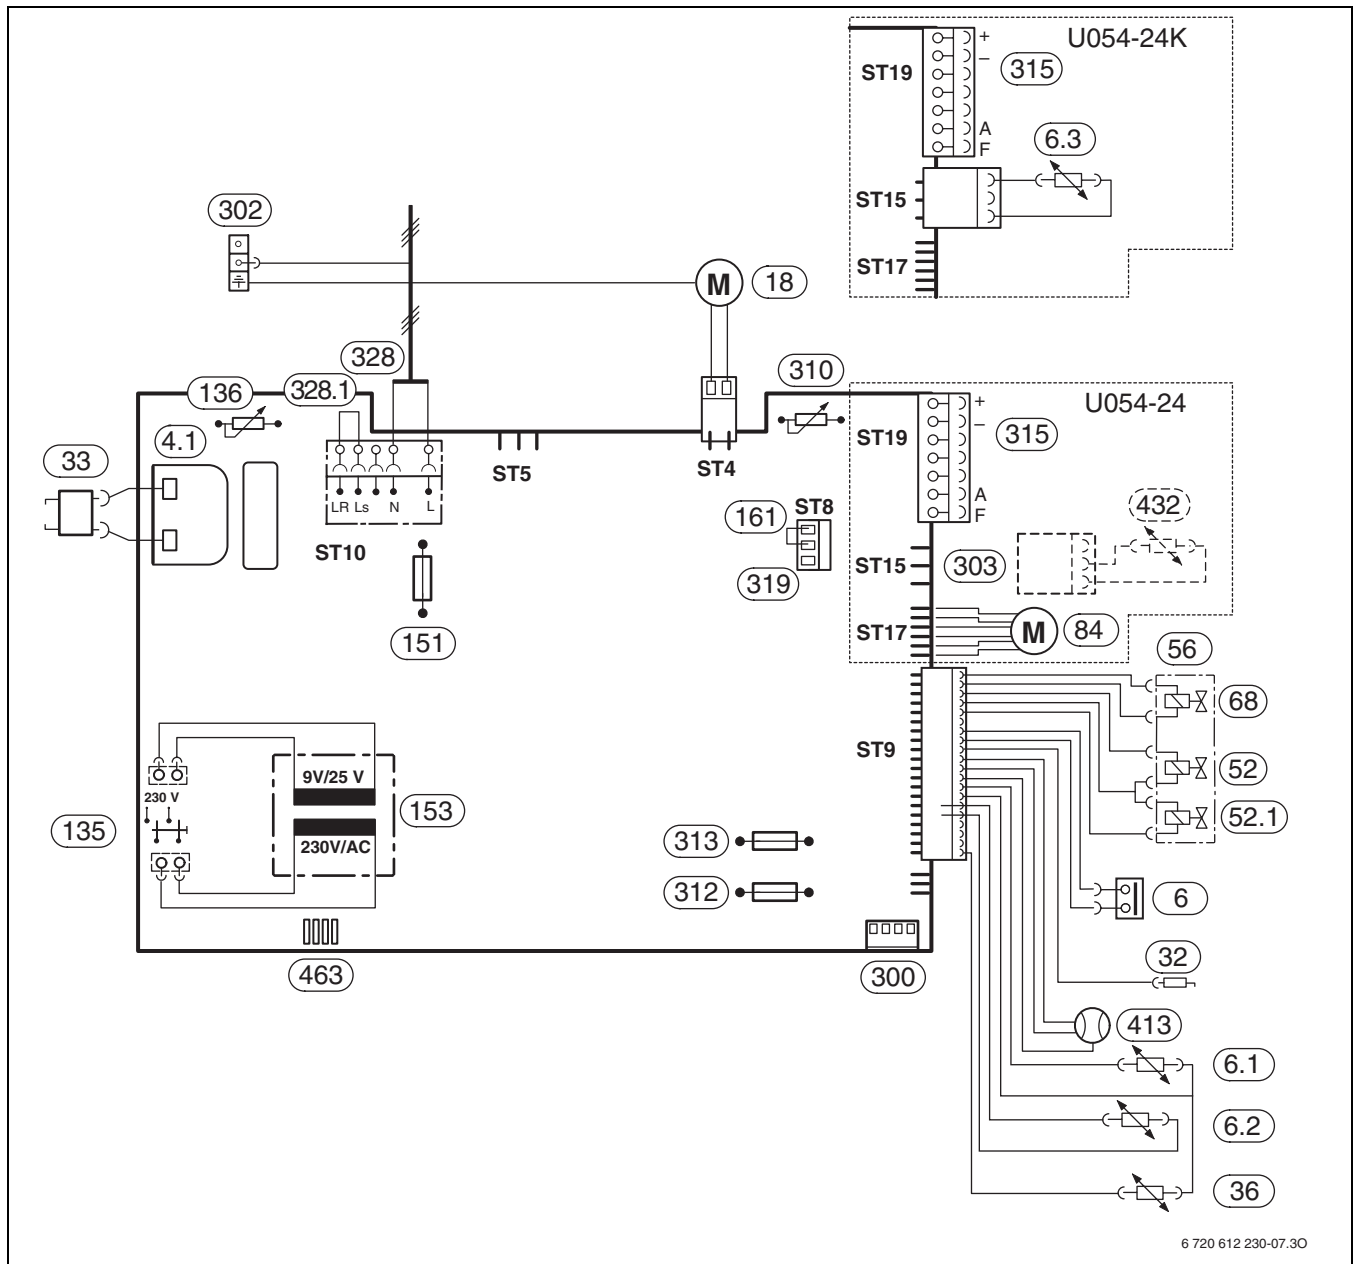 U054-24K
+
–
315
ST19
A
F
6.3
ST15
ST17
302
M
18
328
136
328.1
310
U054-24
4.1
33
+
–
315
ST19
ST5
ST4
LR Ls N L
ST10
161
ST8
A
F
432
319
ST15
303
151
ST17
M
84
56
68
ST9
52
52.1
9V/25 V
230 V
153
135
230V/AC
313
312
6
463
300
32
413
6.1
6.2
36
6 720 612 230-07.3O